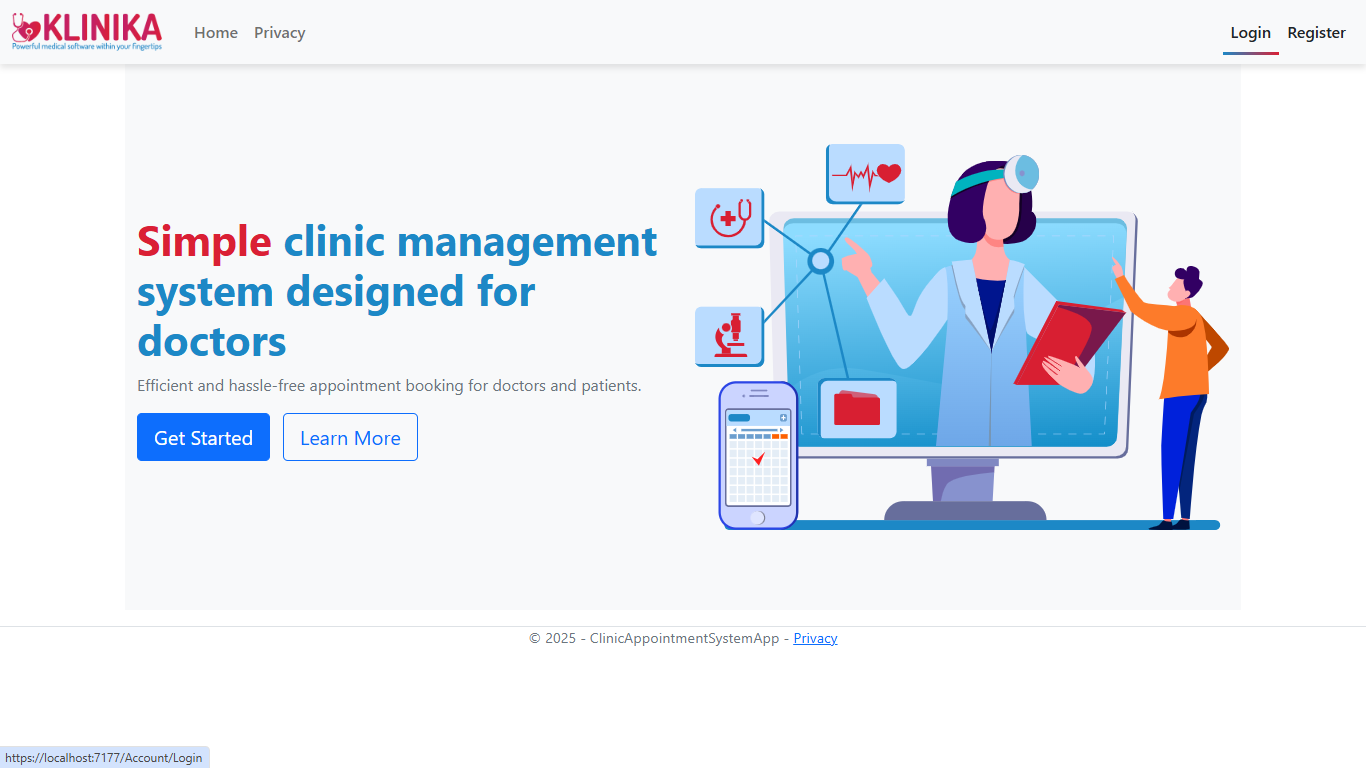 KLINIKA
Powerful medical software within your fingertips
Home
Privacy
Login
Register
Simple clinic management
system designed for
doctors
Efficient and hassle-free appointment booking for doctors and patients.
Get Started
Learn More
© 2025 - ClinicAppointmentSystemApp - Privacy
https://localhost:7177/Account/Login